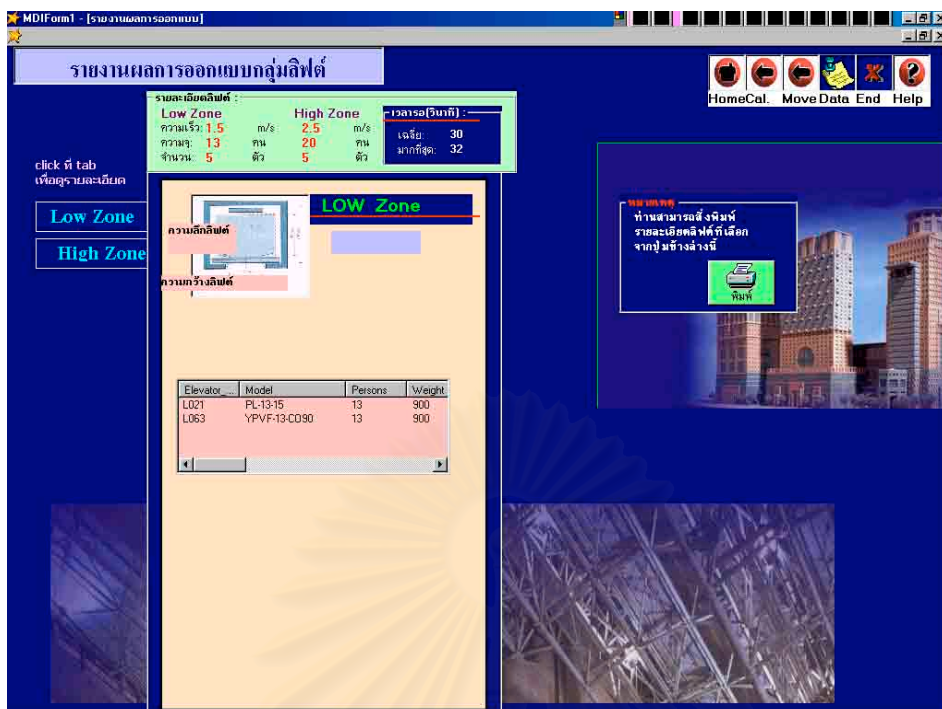 MDIForm1 - [รายงานผลการออกแบบ]
รายงานผลการออกแบบกลุ่มลิฟต์
HomeCal. Move Data End Help
รายละเอียดลิฟต์ :
Low Zone High Zone
ความเร็ว: 1.5 m/s 2.5 m/s
ความจุ: 13 คน 20 คน
จำนวน: 5 ตัว 5 ตัว
เวลารอ(วินาที) :
เฉลี่ย: 30
มากที่สุด: 32
click ที่ tab
เพื่อดูรายละเอียด
Low Zone
High Zone
LOW Zone
ความลึกลิฟต์
ความกว้างลิฟต์
หมายเหตุ
ท่านสามารถสั่งพิมพ์
รายละเอียดลิฟต์ที่เลือก
จากปุ่มข้างล่างนี้
พิมพ์
Elevator_... Model Persons Weight
L021 PL-13-15 13 900
L063 YPVF-13-CO90 13 900